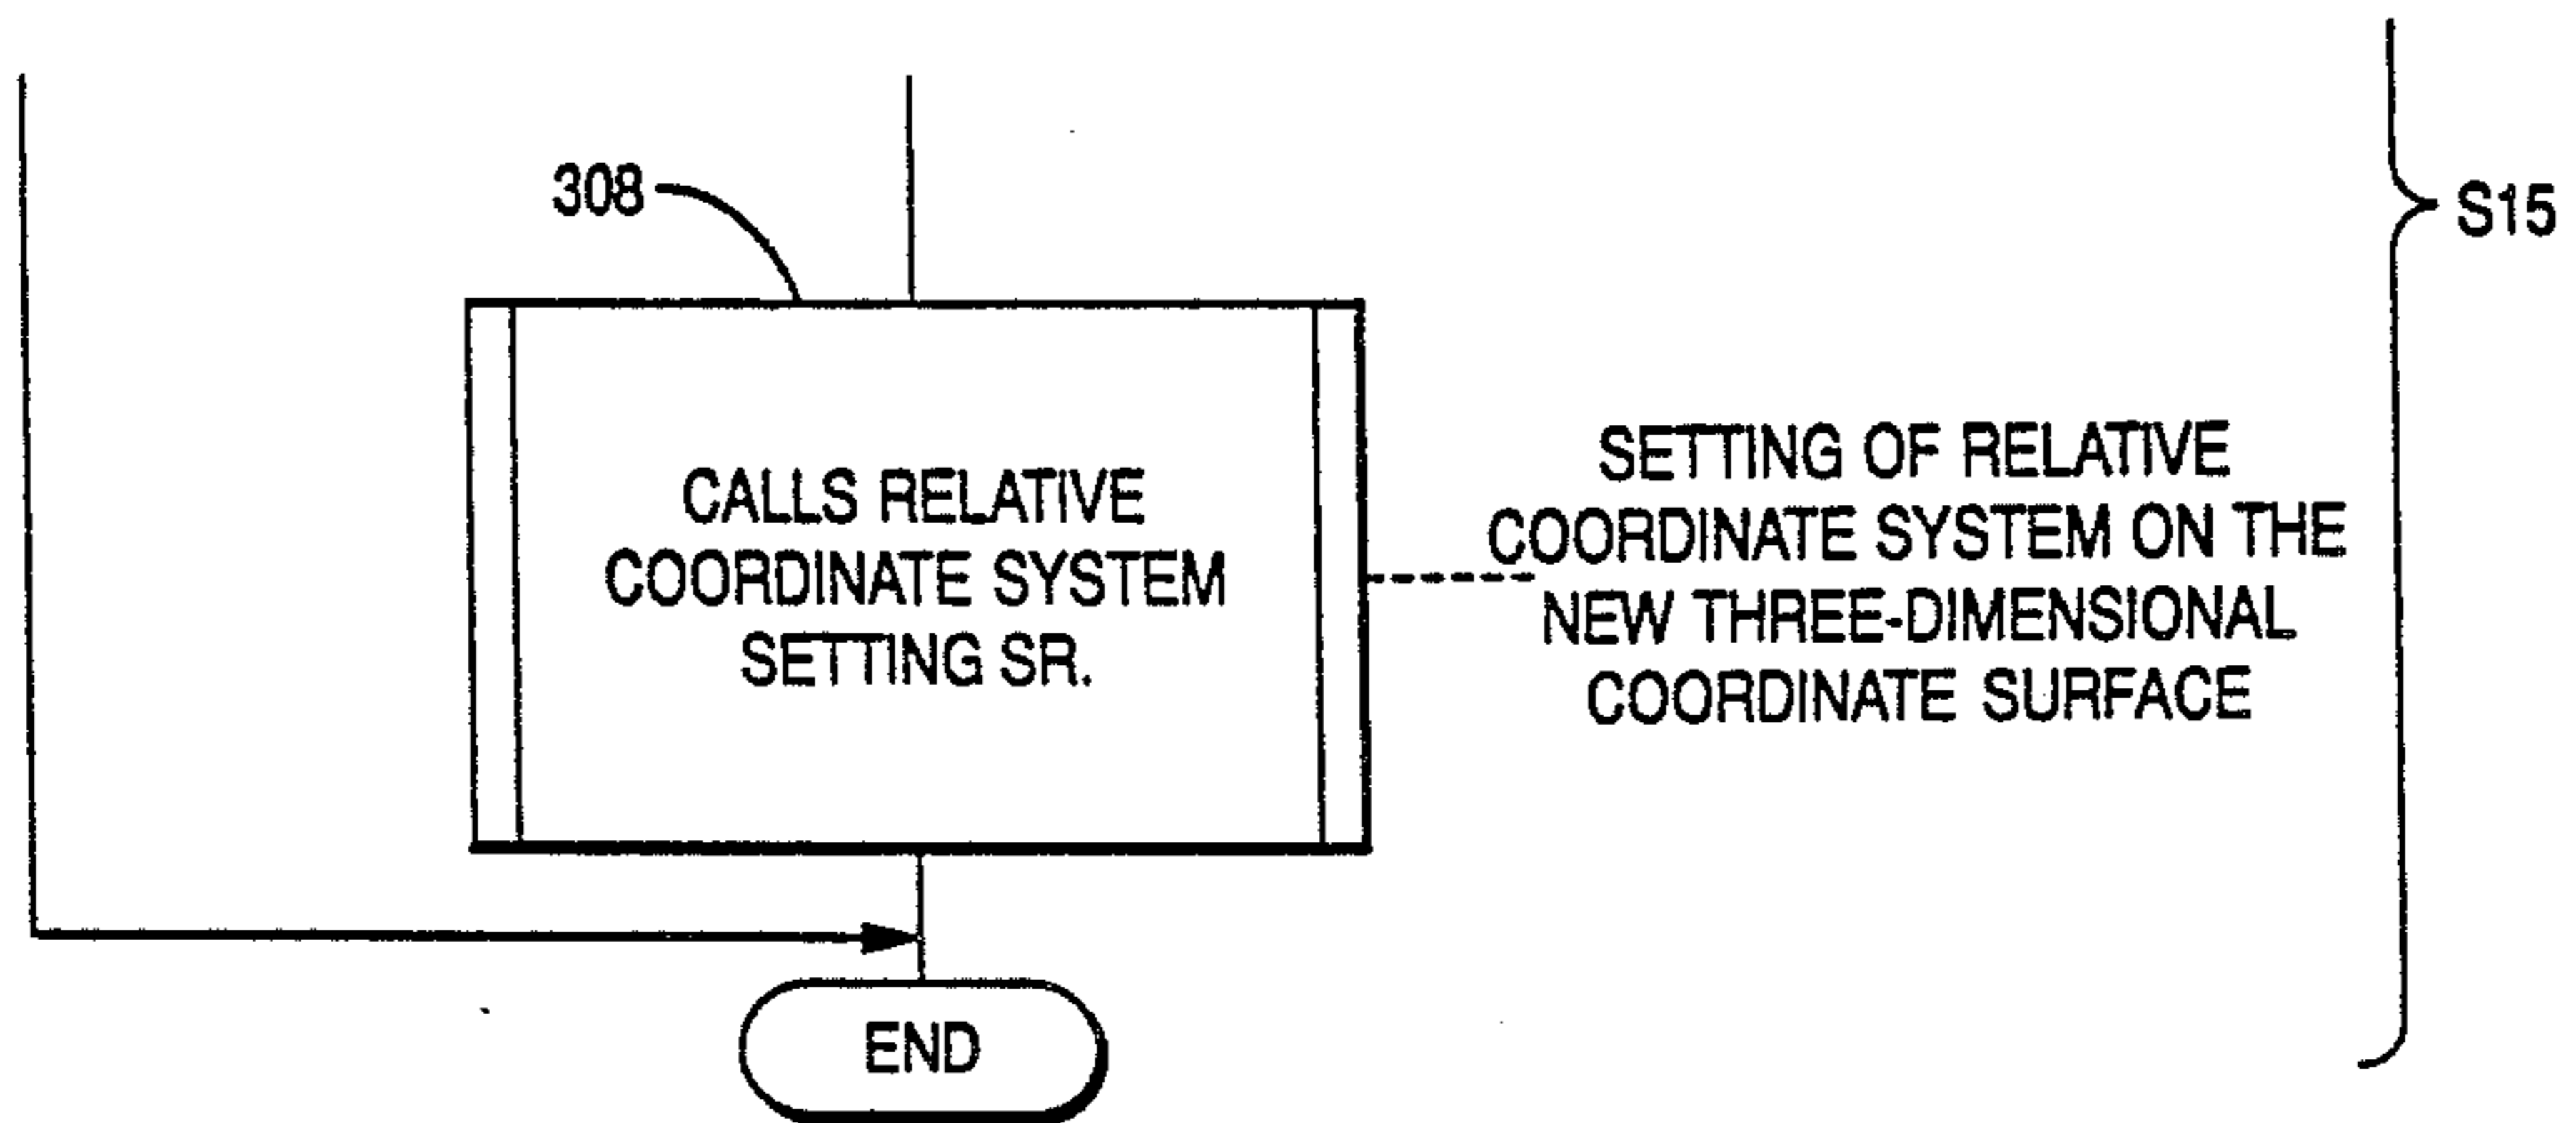 308
S15
CALLS RELATIVE
COORDINATE SYSTEM
SETTING SR.
SETTING OF RELATIVE
COORDINATE SYSTEM ON THE
NEW THREE-DIMENSIONAL
COORDINATE SURFACE
END